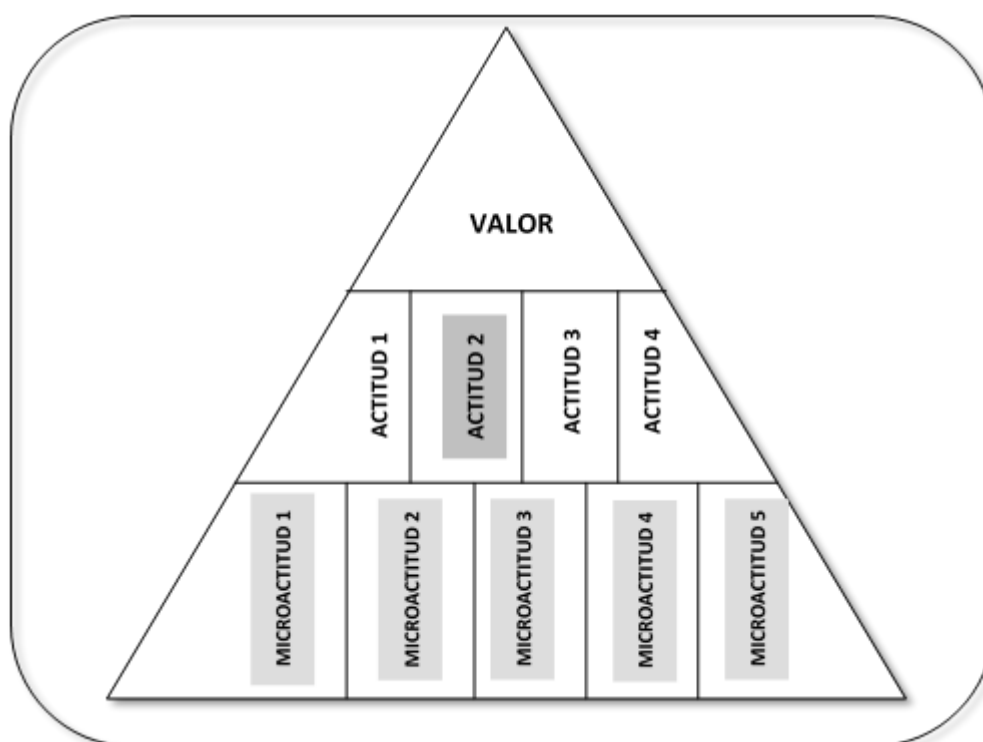 VALOR
ACTITUD 1
ACTITUD 2
ACTITUD 3
ACTITUD 4
MICROACTITUD 1
MICROACTITUD 2
MICROACTITUD 3
MICROACTITUD 4
MICROACTITUD 5